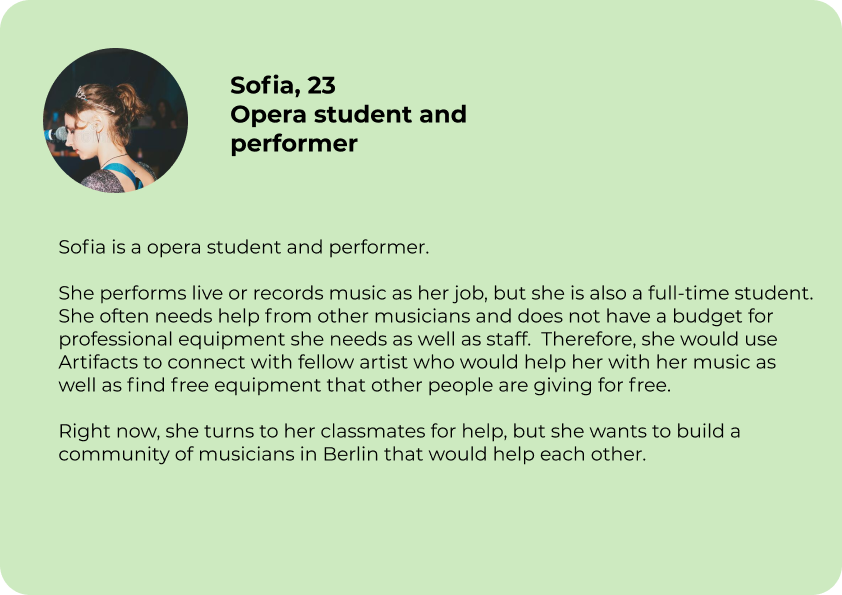 Sofia, 23
Opera student and
performer
Sofia is a opera student and performer.
She performs live or records music as her job, but she is also a full-time student.
She often needs help from other musicians and does not have a budget for
professional equipment she needs as well as staff.  Therefore, she would use
Artifacts to connect with fellow artist who would help her with her music as
well as find free equipment that other people are giving for free.
Right now, she turns to her classmates for help, but she wants to build a
community of musicians in Berlin that would help each other.